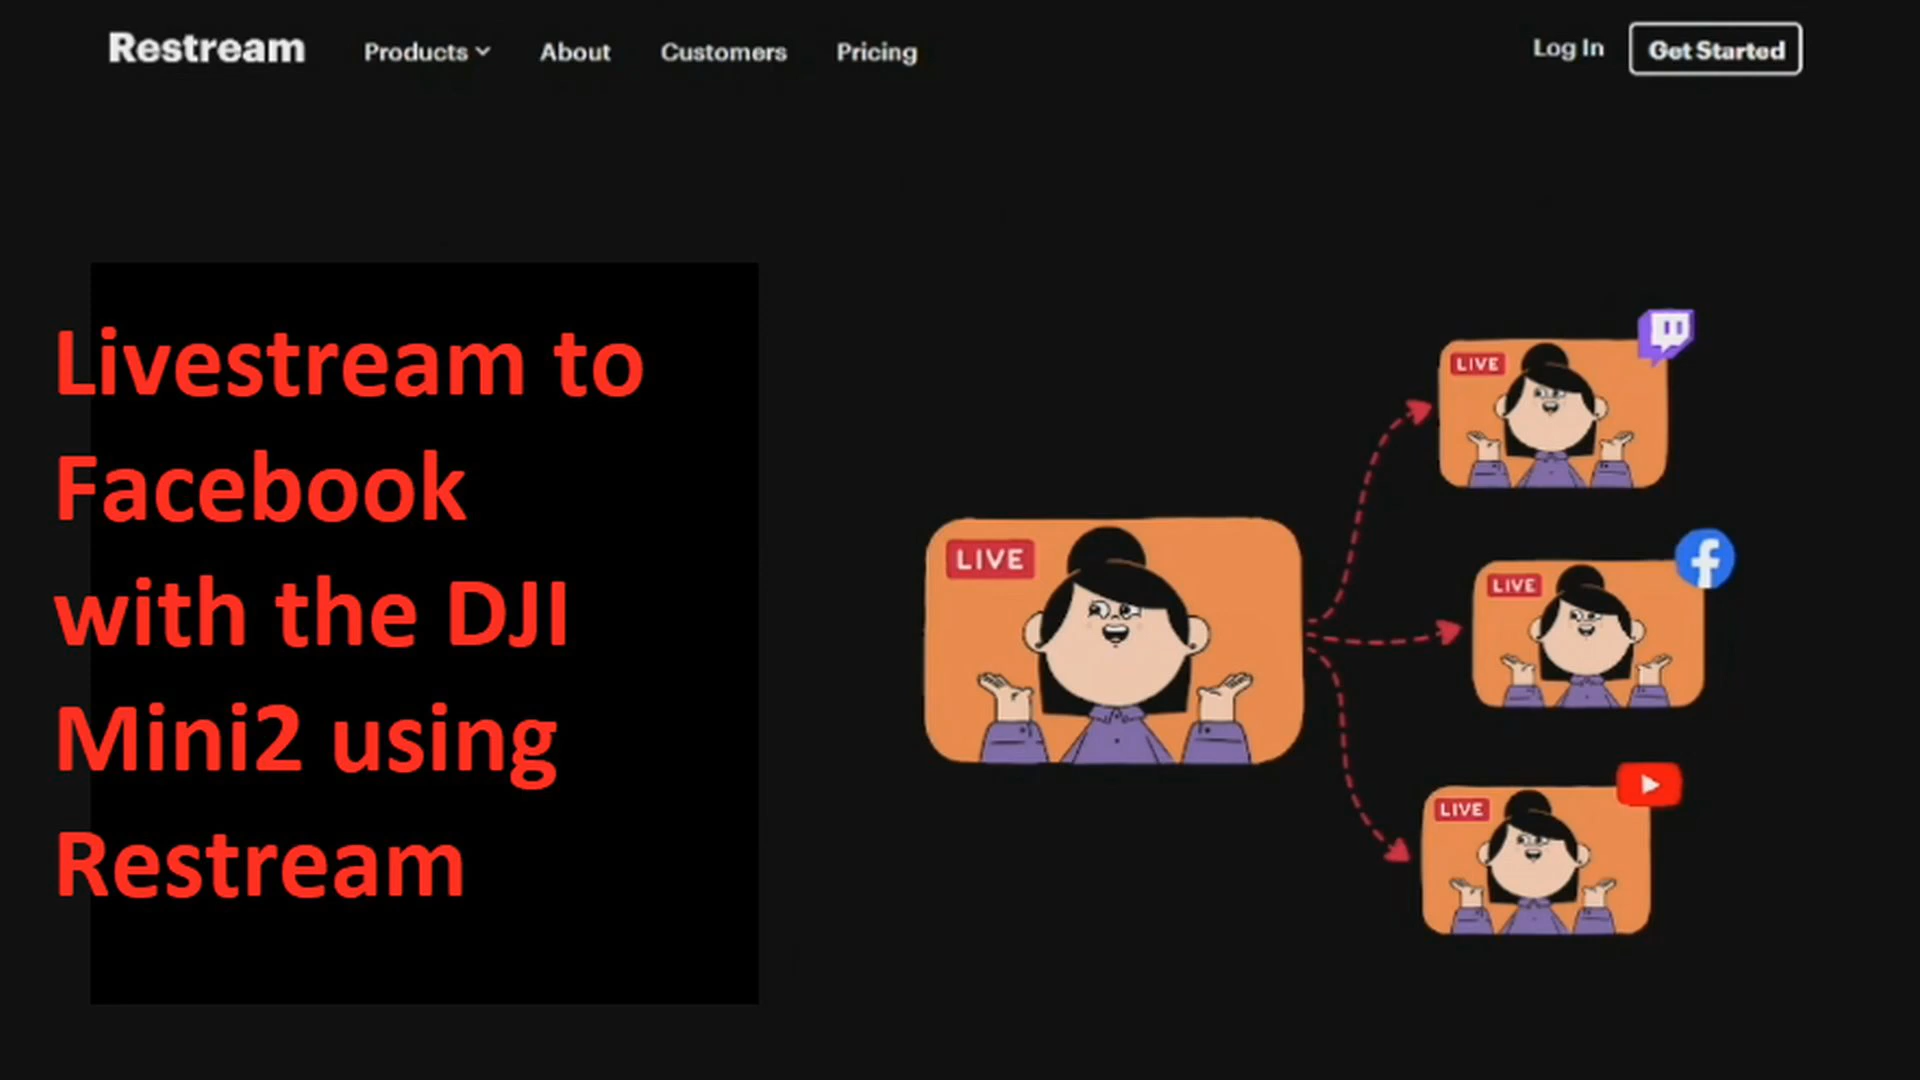 Restream
Products
About
Customers
Pricing
Log In
Get Started
Livestream to
Facebook
with the DJI
Mini2 using
Restream
LIVE
LIVE
LIVE
LIVE